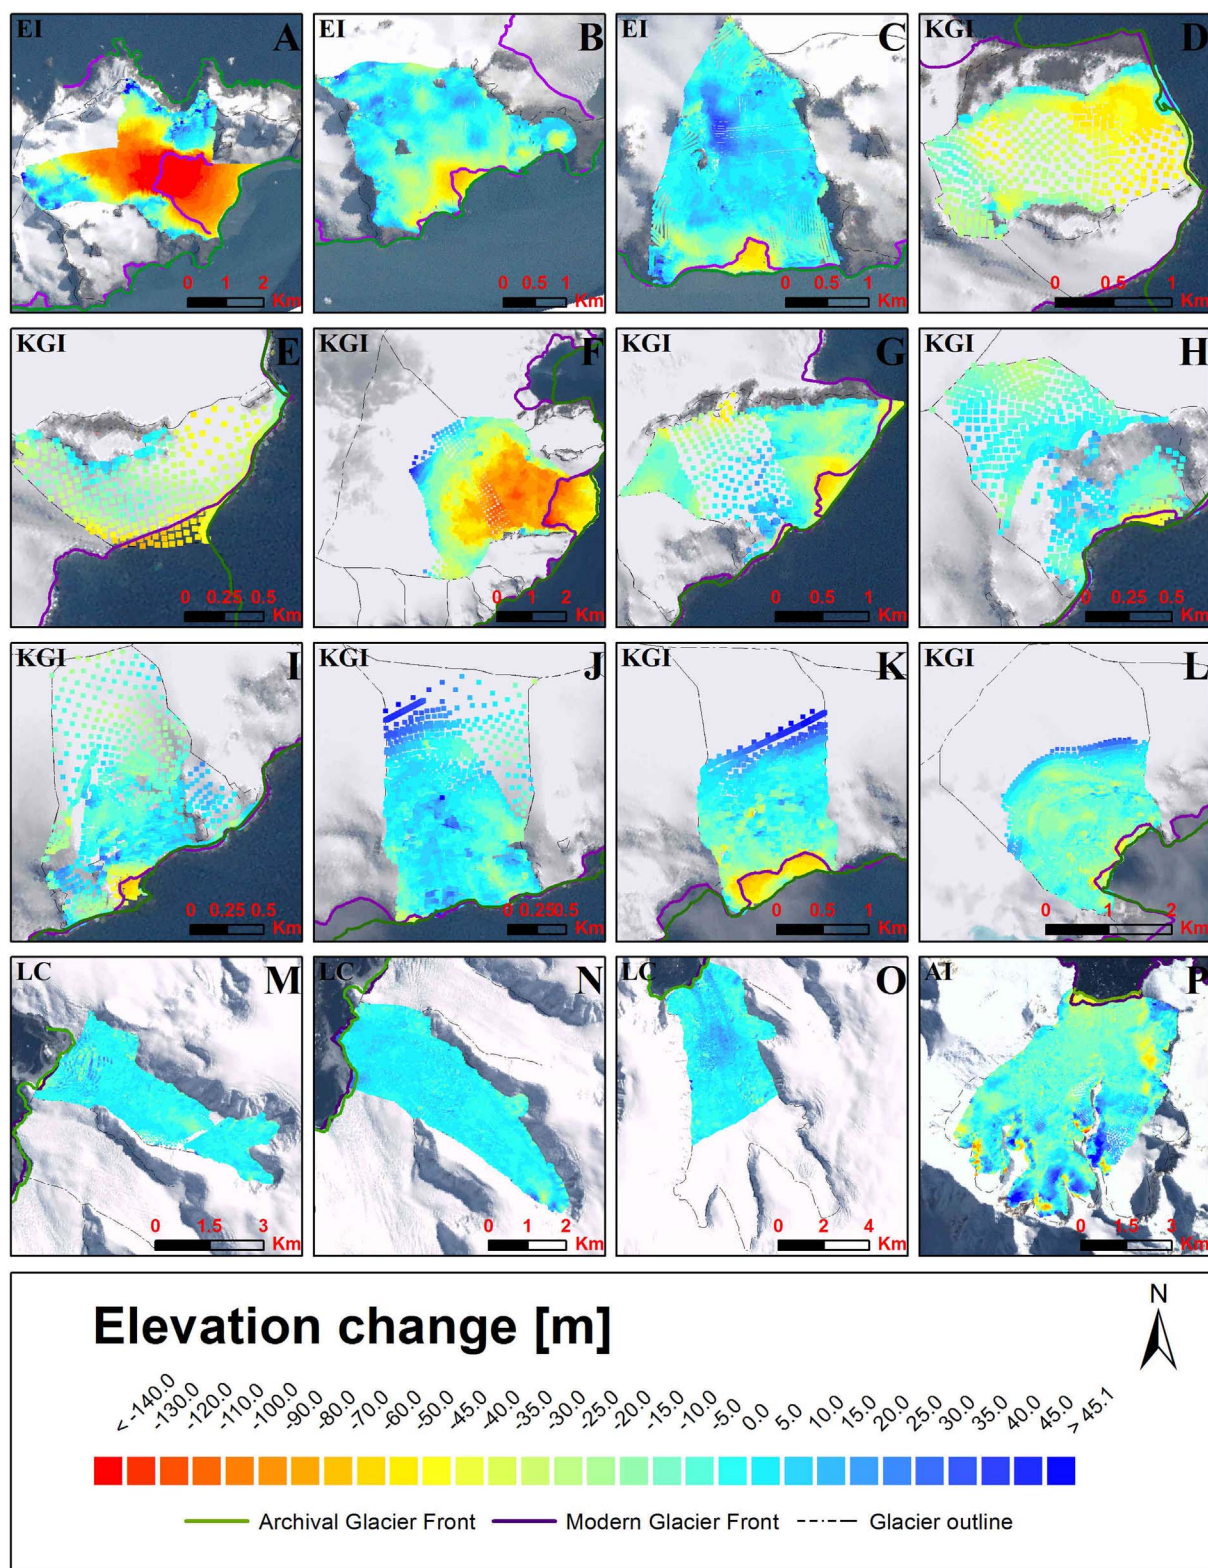 EI A
EI B
EI C
KGI D
0 1 2
Km
0 0.5 1
Km
0 0.5 1
Km
0 0.5 1
Km
KGI E
KGI F
KGI G
KGI H
0 0.25 0.5
Km
0 1 2
Km
0 0.5 1
Km
0 0.25 0.5
Km
KGI I
KGI J
KGI K
KGI L
0 0.25 0.5
Km
0 0.25 0.5
Km
0 0.5 1
Km
0 1 2
Km
LC M
LC N
LC O
AI P
0 1.5 3
Km
0 1 2
Km
0 2 4
Km
0 1.5 3
Km
Elevation change [m]
N
< -140.0
-130.0
-120.0
-110.0
-100.0
-90.0
-80.0
-70.0
-60.0
-50.0
-45.0
-40.0
-35.0
-30.0
-25.0
-20.0
-15.0
-10.0
-5.0
0.0
5.0
10.0
15.0
20.0
25.0
30.0
35.0
40.0
45.0
> 45.1
Archival Glacier Front
Modern Glacier Front
Glacier outline